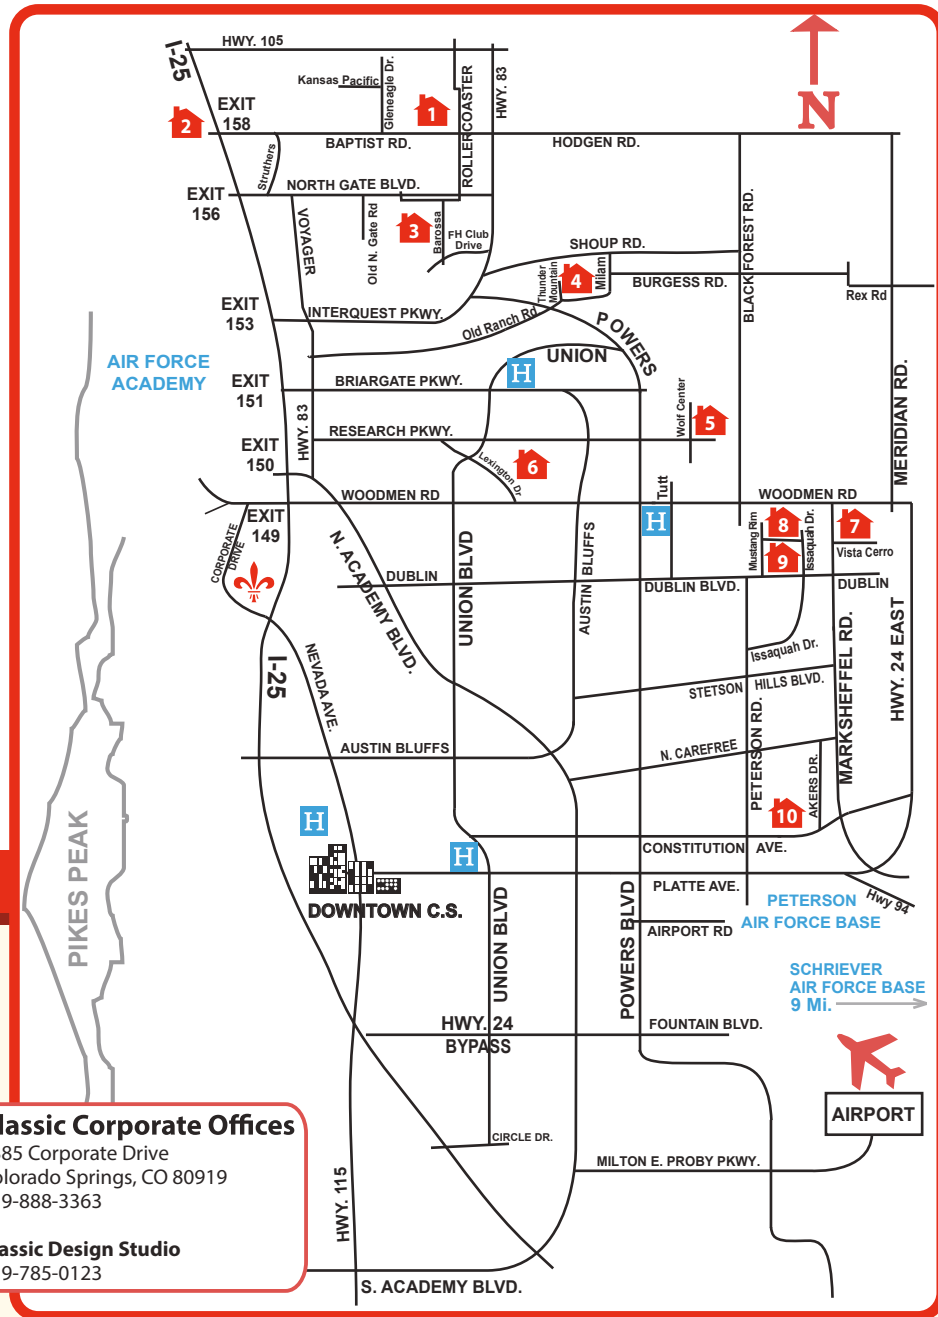 HWY. 105
I-25
Kansas Pacific
Gleneagle Dr.
ROLLERCOASTER
HWY. 83
N
EXIT
158
2
1
BAPTIST RD.
HODGEN RD.
Struthers
NORTH GATE BLVD.
EXIT
156
VOYAGER
Old N. Gate Rd
3
Barossa
FH Club
Drive
SHOUP RD.
BLACK FOREST RD.
Thunder
Mountain
4
Milam
BURGESS RD.
Rex Rd
EXIT
153
INTERQUEST PKWY.
Old Ranch Rd
POWERS
UNION
AIR FORCE
ACADEMY
H
EXIT
151
BRIARGATE PKWY.
MERIDIAN RD.
HWY. 83
Wolf Center
5
RESEARCH PKWY.
EXIT
150
Lexington Dr
6
Tutt
WOODMEN RD
WOODMEN RD
EXIT
149
CORPORATE
DRIVE
N. ACADEMY BLVD.
UNION BLVD
AUSTIN BLUFFS
H
Mustang Rim
8
9
Issaquah Dr.
7
Vista Cerro
DUBLIN
DUBLIN BLVD.
DUBLIN
I-25
NEVADA AVE.
Issaquah Dr.
STETSON HILLS BLVD.
MARKSHEFFEL RD.
HWY. 24 EAST
AUSTIN BLUFFS
N. CAREFREE
PETERSON RD.
AKERS DR.
10
H
H
CONSTITUTION AVE.
PIKES PEAK
DOWNTOWN C.S.
PLATTE AVE.
Hwy 94
PETERSON
AIR FORCE BASE
AIRPORT RD
UNION BLVD
POWERS BLVD
SCHRIEVER
AIR FORCE BASE
9 Mi.
HWY. 24
BYPASS
FOUNTAIN BLVD.
AIRPORT
CIRCLE DR.
MILTON E. PROBY PKWY.
HWY. 115
S. ACADEMY BLVD.
lassic Corporate Offices
85 Corporate Drive
olorado Springs, CO 80919
9-888-3363
assic Design Studio
9-785-0123